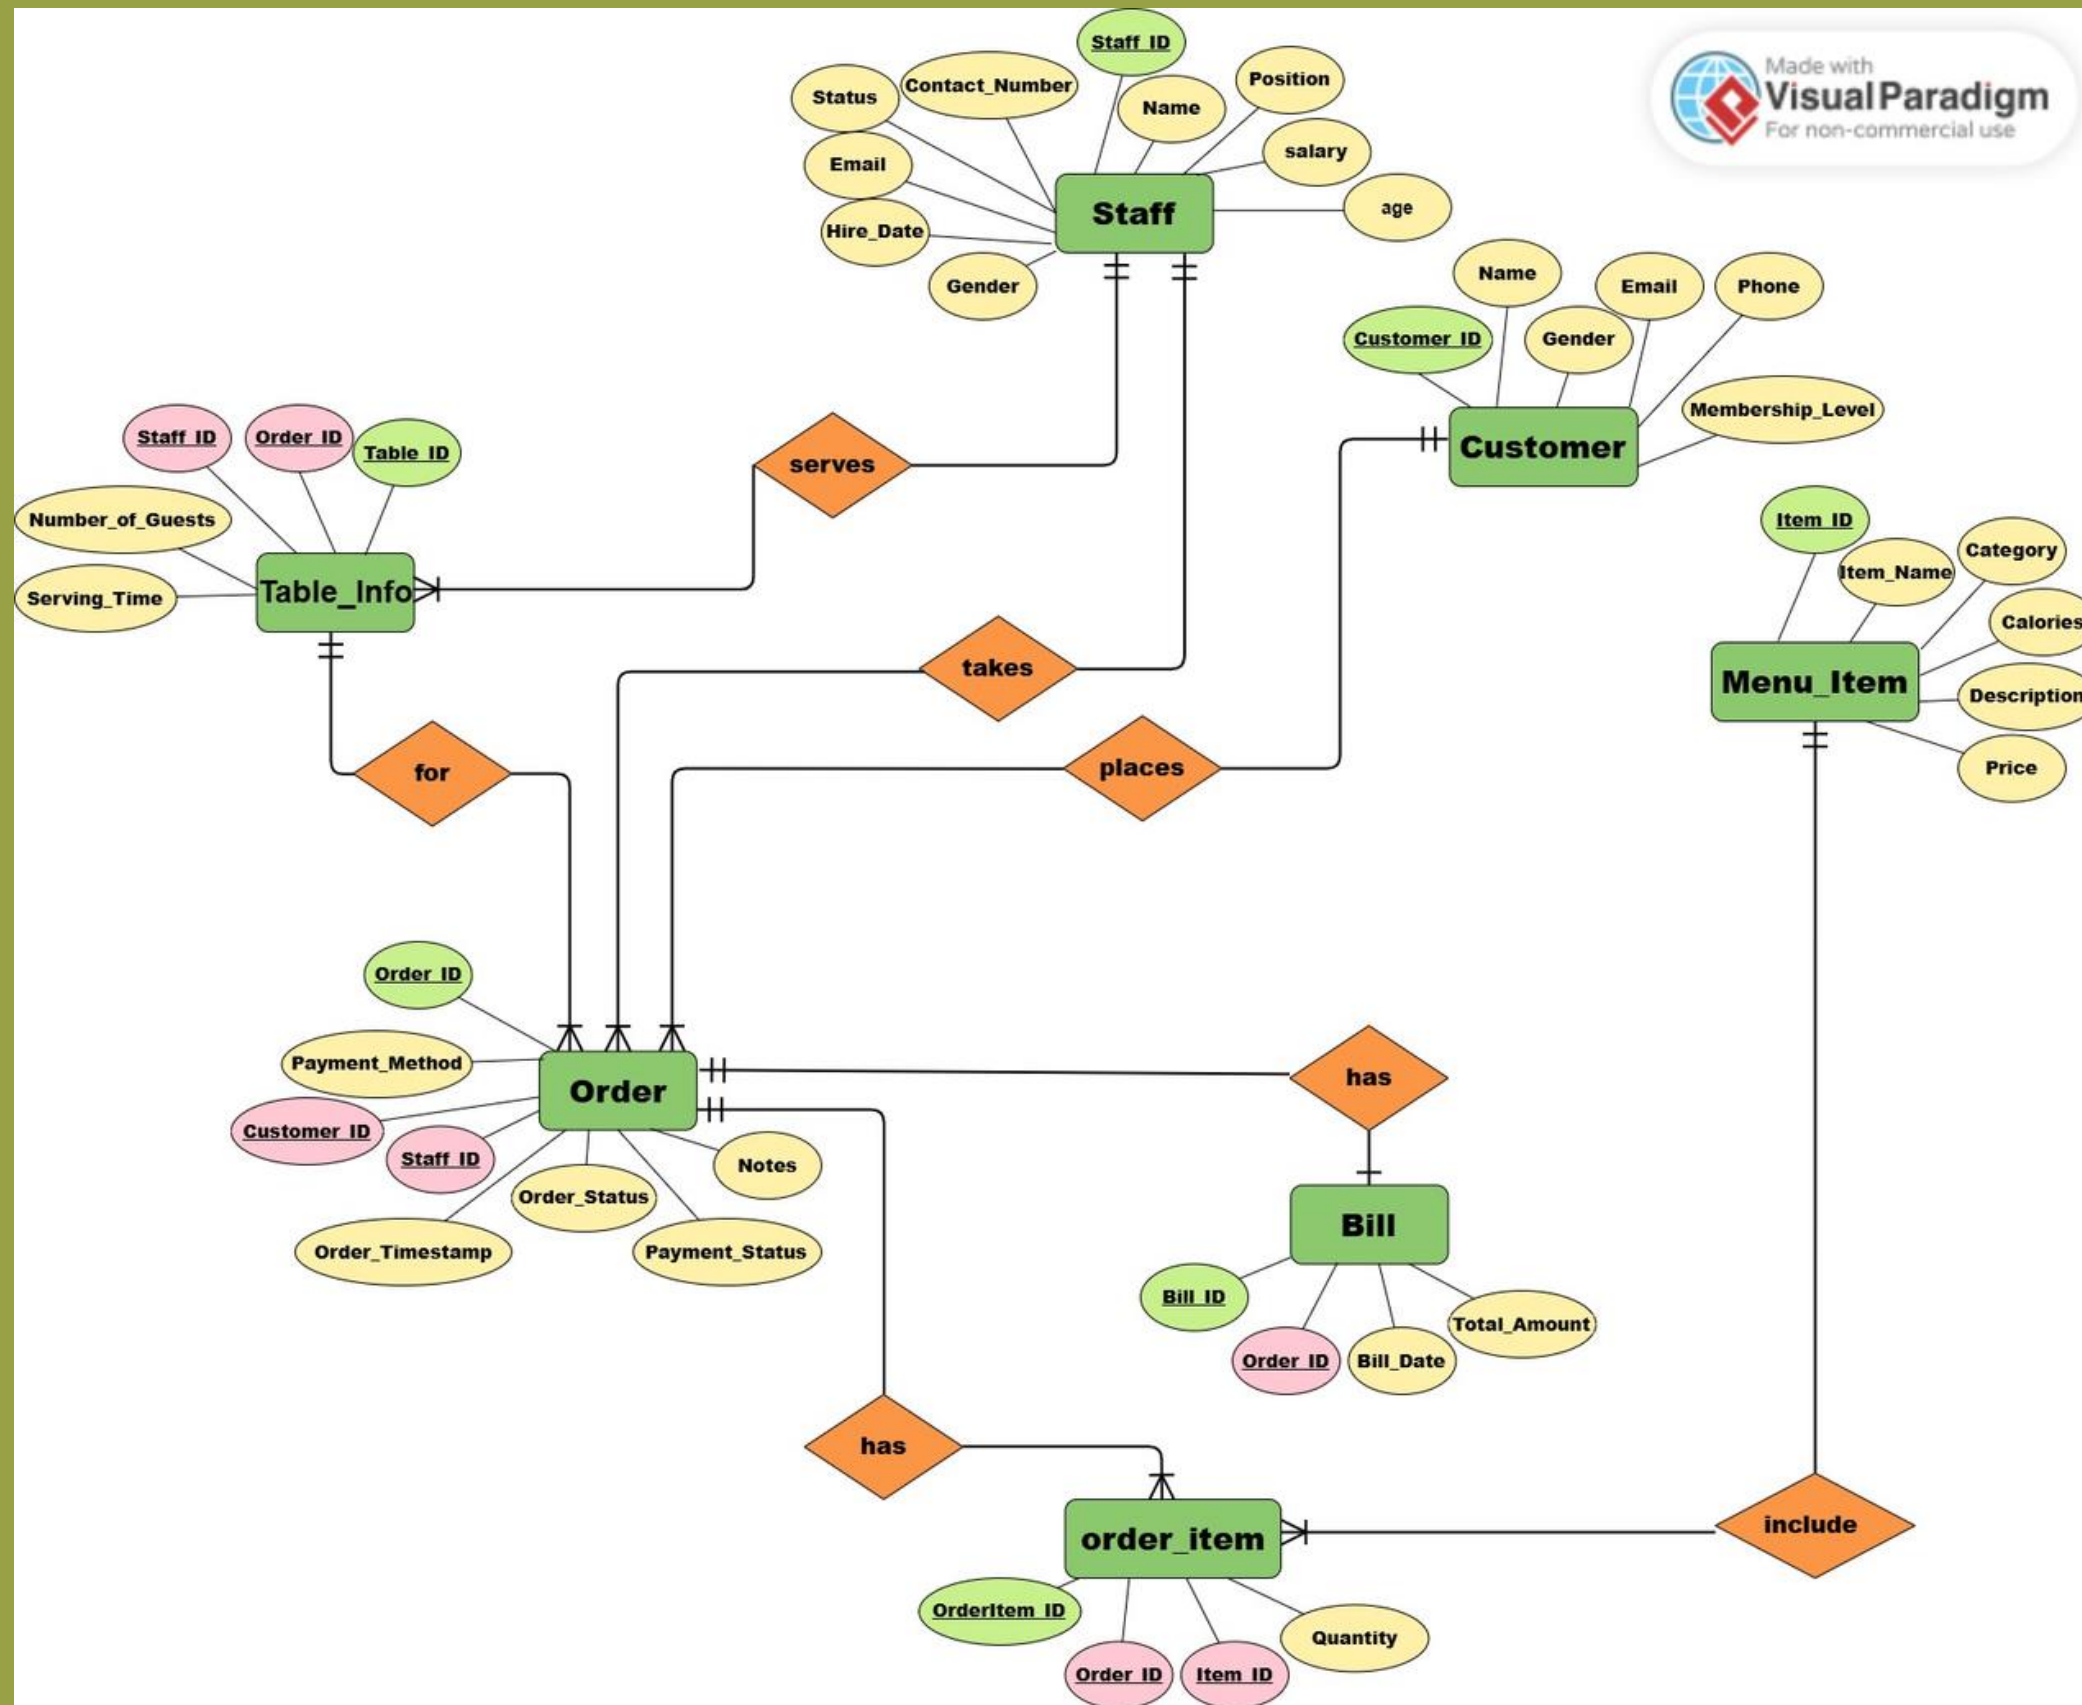 Staff_ID
Made with
Visual Paradigm
For non-commercial use
Position
Contact_Number
Status
Name
salary
Email
age
Staff
Hire_Date
Gender
Name
Email
Phone
Customer_ID
Gender
Membership_Level
Customer
Staff_ID
Order_ID
Table_ID
serves
Number_of_Guests
Table_Info
Serving_Time
Item_ID
Item_Name
Category
Calories
Menu_Item
Description
Price
takes
for
places
Order_ID
Payment_Method
Order
Customer_ID
Staff_ID
Notes
Order_Status
Order_Timestamp
Payment_Status
has
Bill
Bill_ID
Total_Amount
Order_ID
Bill_Date
has
order_item
include
OrderItem_ID
Quantity
Order_ID
Item_ID